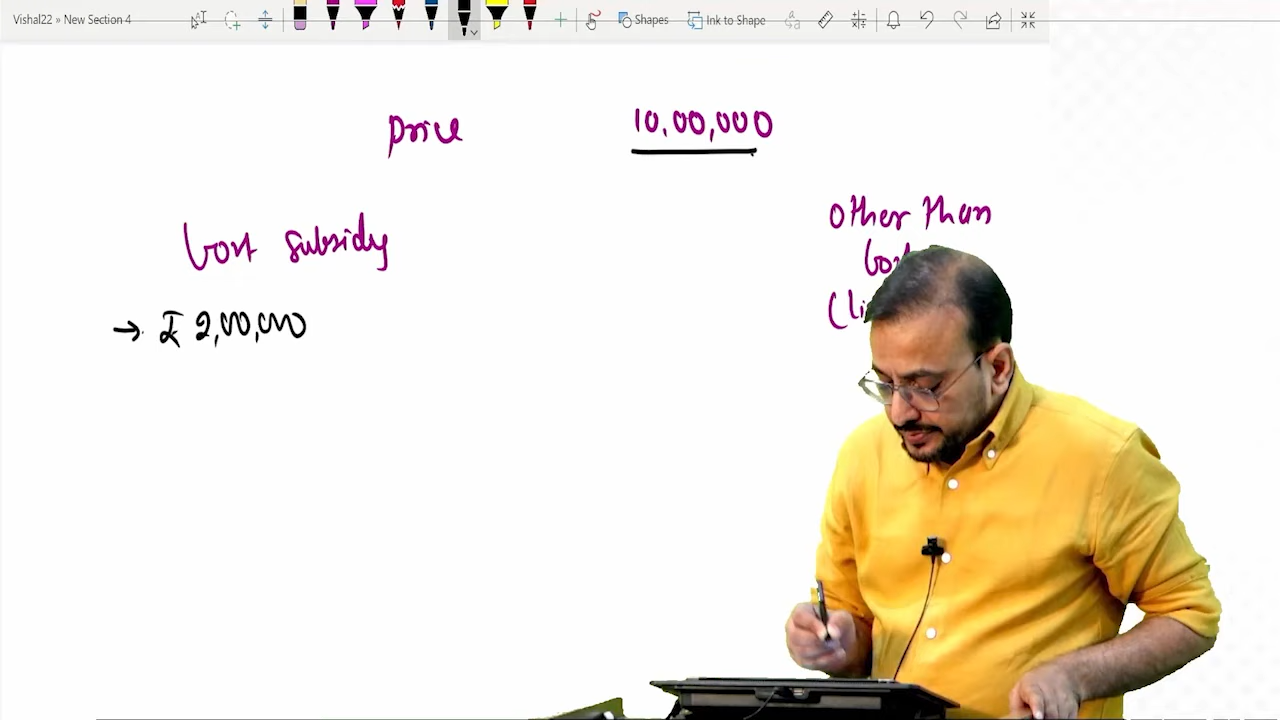 Vishal22 » New Section 4 Shapes Ink to Shape
Price 10,00,000
Govt subsidy
→ ₹ 2,00,000
Other than